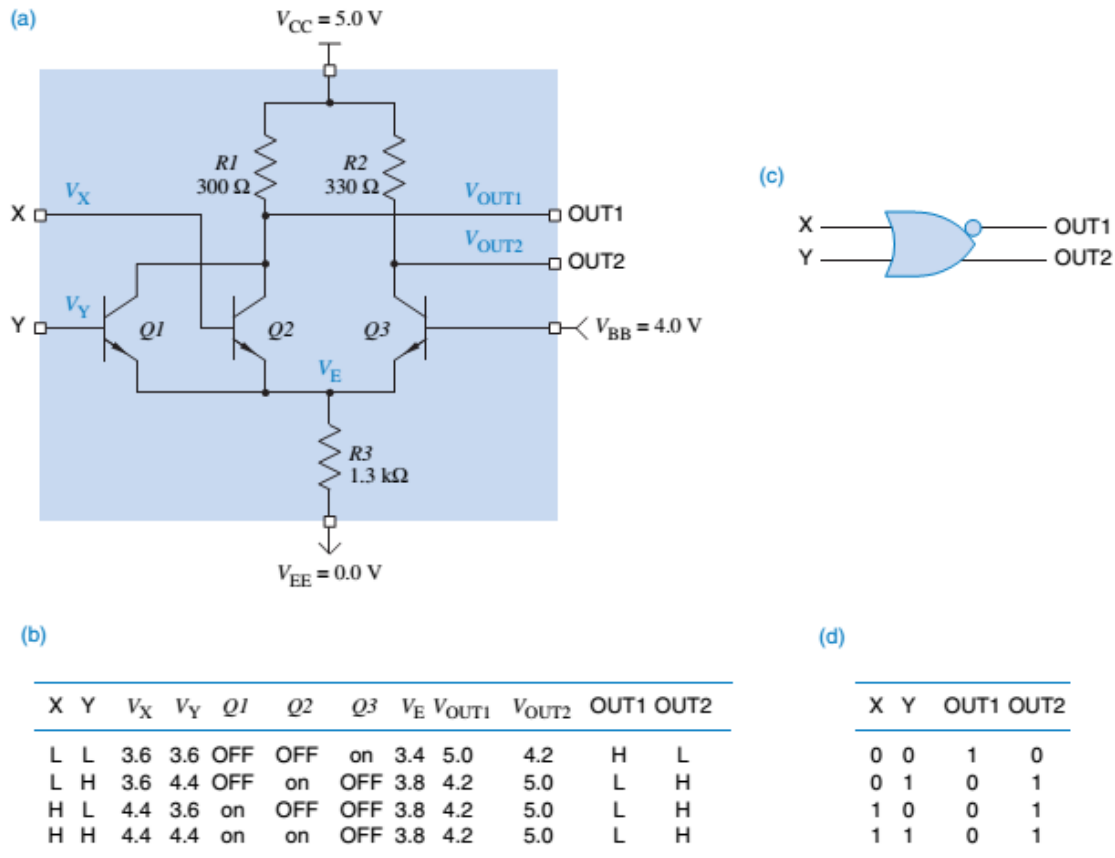 (a)
V_CC = 5.0 V
R1
300 Ω
R2
330 Ω
X
V_X
V_OUT1
OUT1
V_OUT2
OUT2
Y
V_Y
Q1
Q2
Q3
V_BB = 4.0 V
V_E
R3
1.3 kΩ
V_EE = 0.0 V
(c)
X
OUT1
Y
OUT2
(b)
X Y V_X V_Y Q1 Q2 Q3 V_E V_OUT1 V_OUT2 OUT1 OUT2
L L 3.6 3.6 OFF OFF on 3.4 5.0 4.2 H L
L H 3.6 4.4 OFF on OFF 3.8 4.2 5.0 L H
H L 4.4 3.6 on OFF OFF 3.8 4.2 5.0 L H
H H 4.4 4.4 on on OFF 3.8 4.2 5.0 L H
(d)
X Y OUT1 OUT2
0 0 1 0
0 1 0 1
1 0 0 1
1 1 0 1